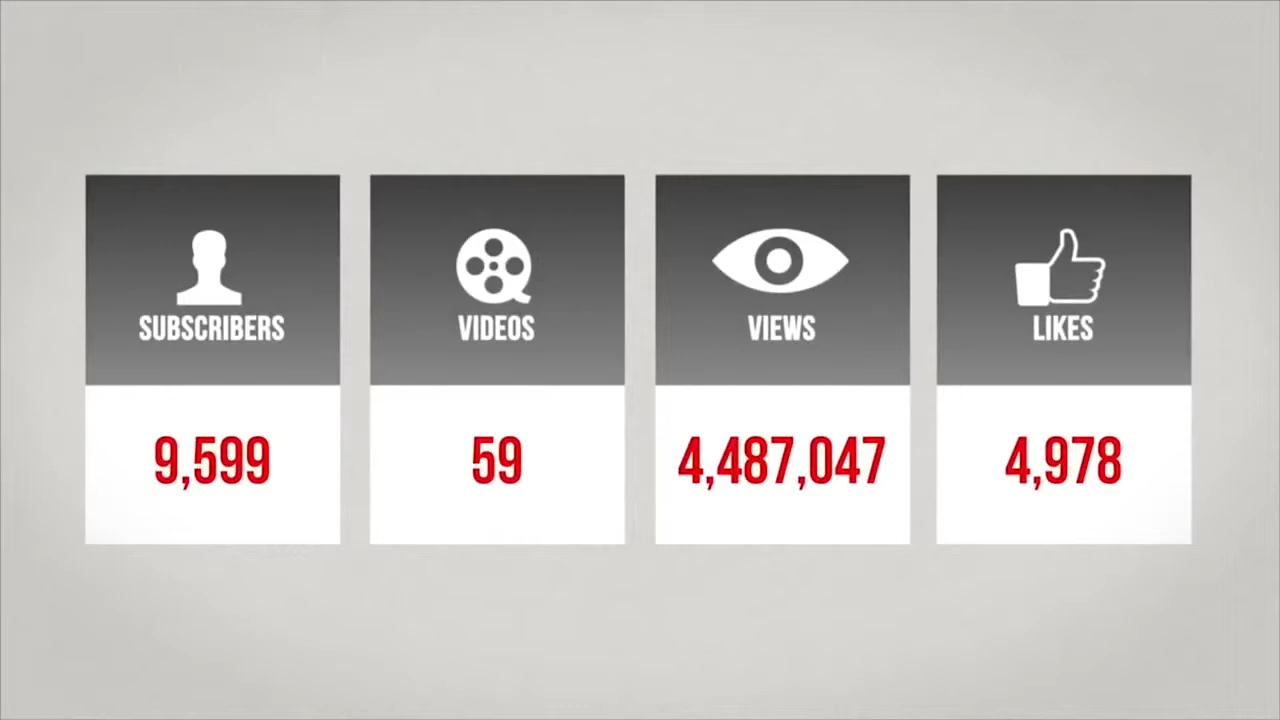 SUBSCRIBERS
9,599
VIDEOS
59
VIEWS
4,487,047
LIKES
4,978